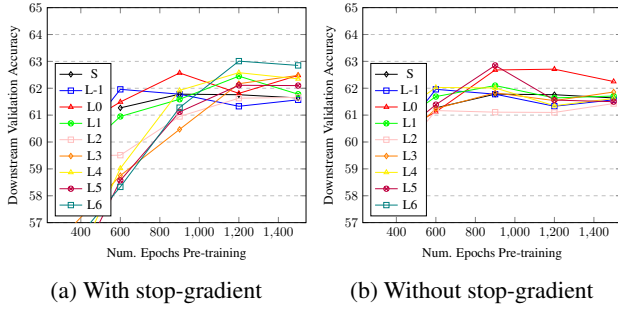 65
64
63
62
61
60
59
58
57
400 600 800 1,000 1,200 1,400
Downstream Validation Accuracy
Num. Epochs Pre-training
S
L-1
L0
L1
L2
L3
L4
L5
L6
(a) With stop-gradient
65
64
63
62
61
60
59
58
57
400 600 800 1,000 1,200 1,400
Downstream Validation Accuracy
Num. Epochs Pre-training
S
L-1
L0
L1
L2
L3
L4
L5
L6
(b) Without stop-gradient